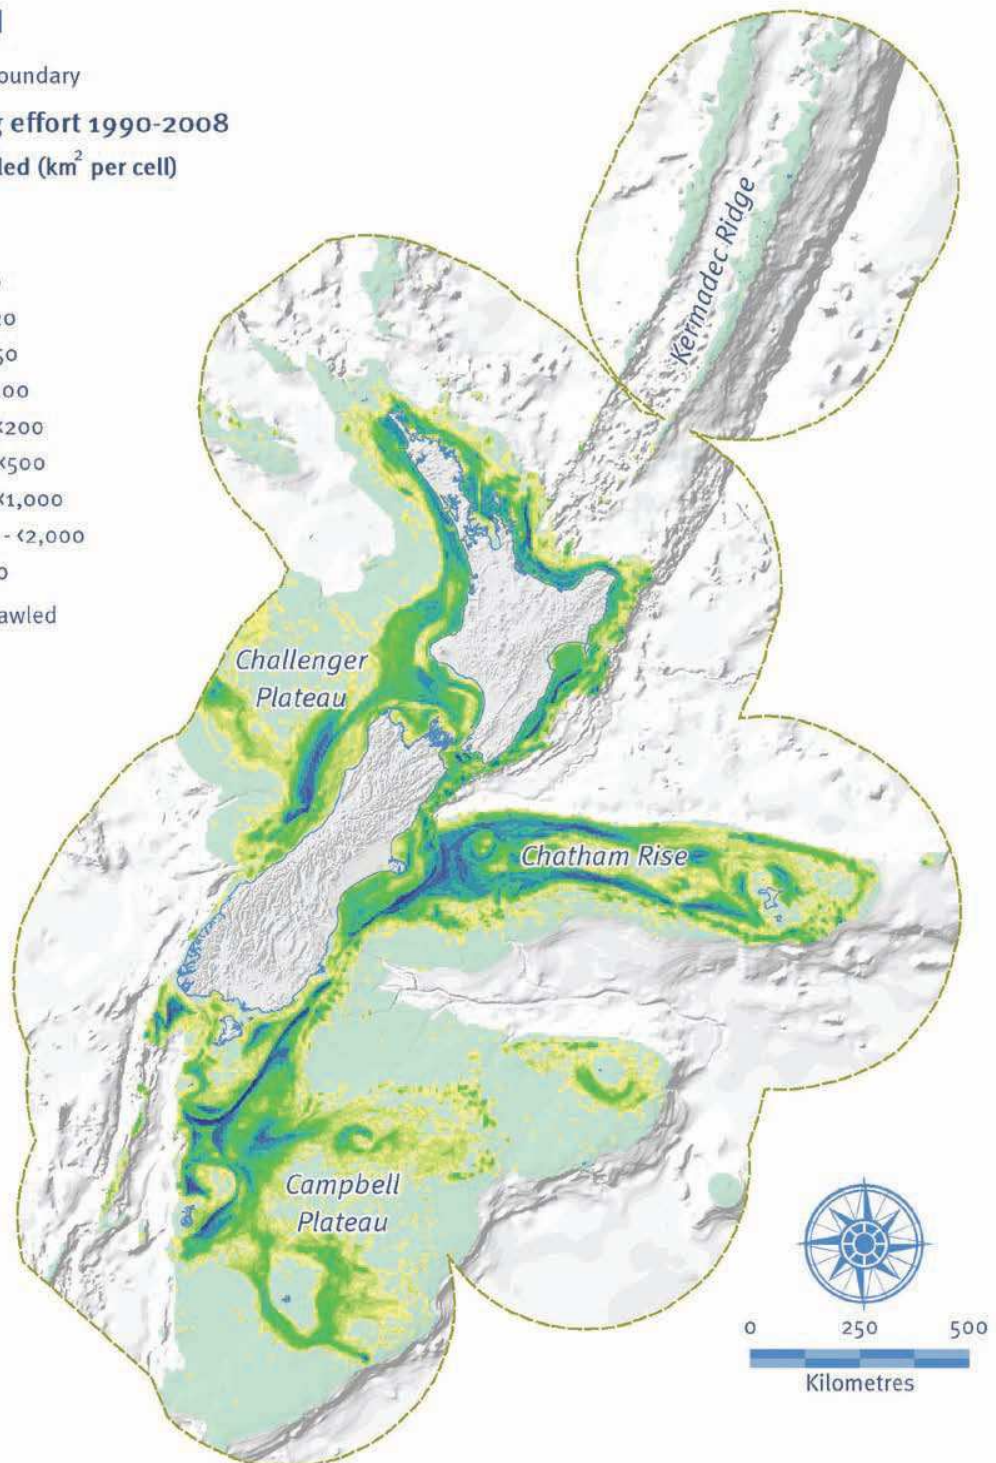 oundary
effort 1990-2008
led (km² per cell)
20
50
00
<200
<500
<1,000
- <2,000
0
awled
Kermadec Ridge
Challenger
Plateau
Chatham Rise
Campbell
Plateau
0 250 500
Kilometres